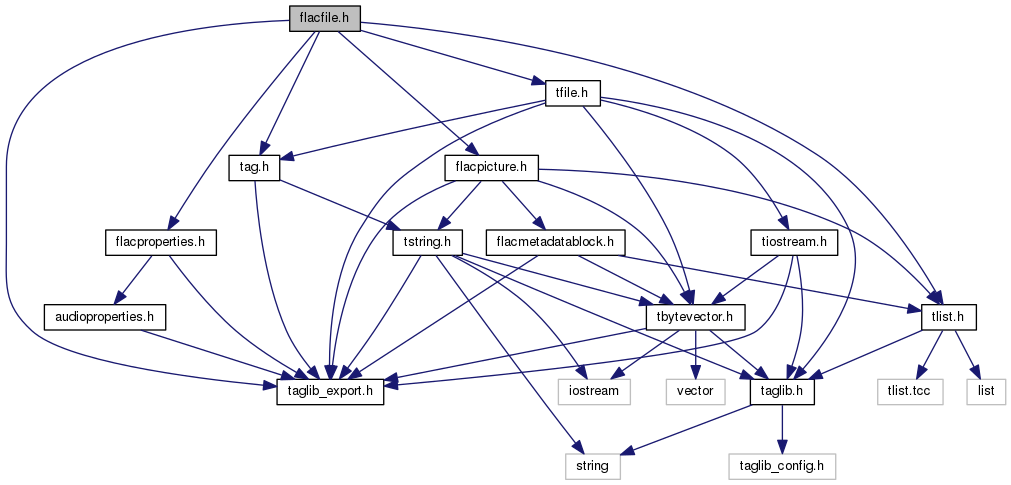 flacfile.h
tfile.h
tag.h
flacpicture.h
flacproperties.h
tstring.h
flacmetadatablock.h
tiostream.h
audioproperties.h
tbytevector.h
tlist.h
taglib_export.h
iostream
vector
taglib.h
tlist.tcc
list
string
taglib_config.h